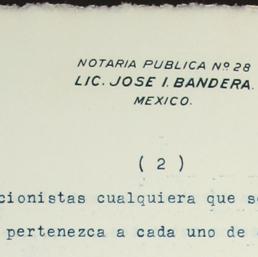 NOTARIA PUBLICA Nº 28
LIC. JOSE I. BANDERA.
MEXICO.
( 2 )
cionistas cualquiera que s
pertenezca a cada uno de